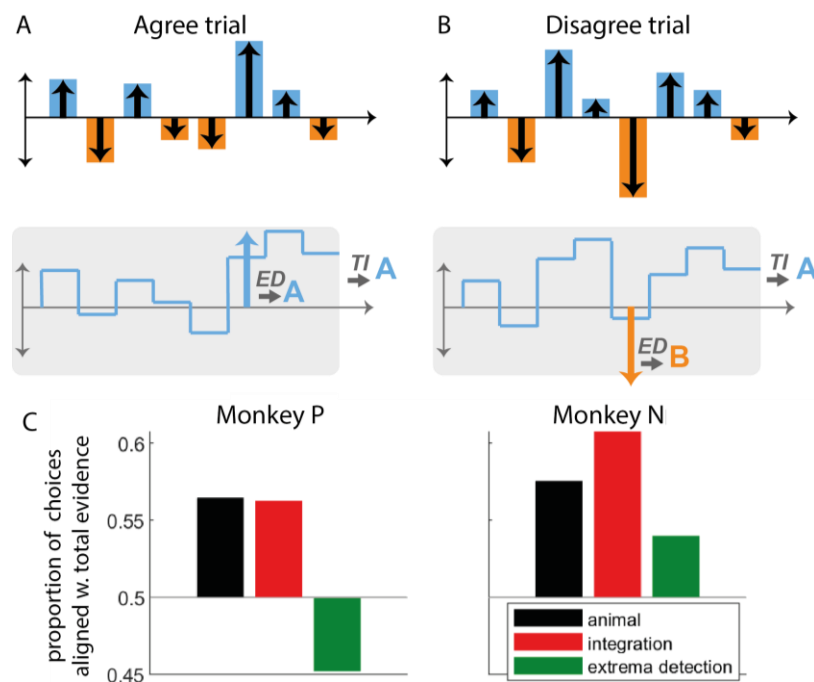 A
Agree trial
B
Disagree trial
ED
A
TI
A
ED
B
TI
A
C
Monkey P
Monkey N
proportion of choices
aligned w. total evidence
0.6
0.55
0.5
0.45
animal
integration
extrema detection